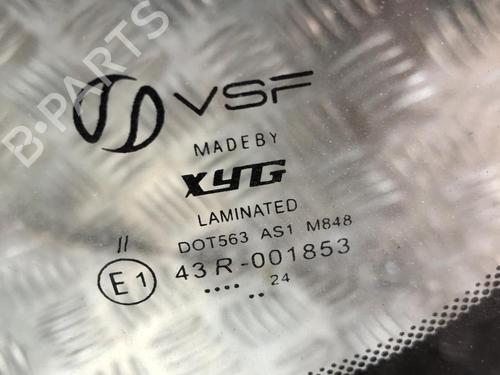 B-PARTS
VSF
MADE BY
XYG
LAMINATED
DOT563 AS1 M848
II
E1 43R-001853
.... 24
..